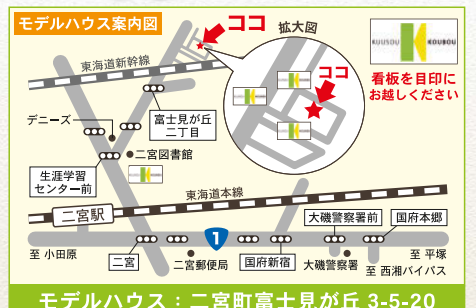 モデルハウス案内図
ココ
拡大図
KUUSOU KOUBOU
看板を目印に
お越しください
ココ
東海道新幹線
デニーズ
富士見が丘
二丁目
二宮図書館
生涯学習
センター前
東海道本線
二宮駅
1
大磯警察署前
国府本郷
至 小田原
二宮
二宮郵便局
国府新宿
大磯警察署
至 平塚
至 西湘バイパス
モデルハウス:二宮町富士見が丘 3-5-20